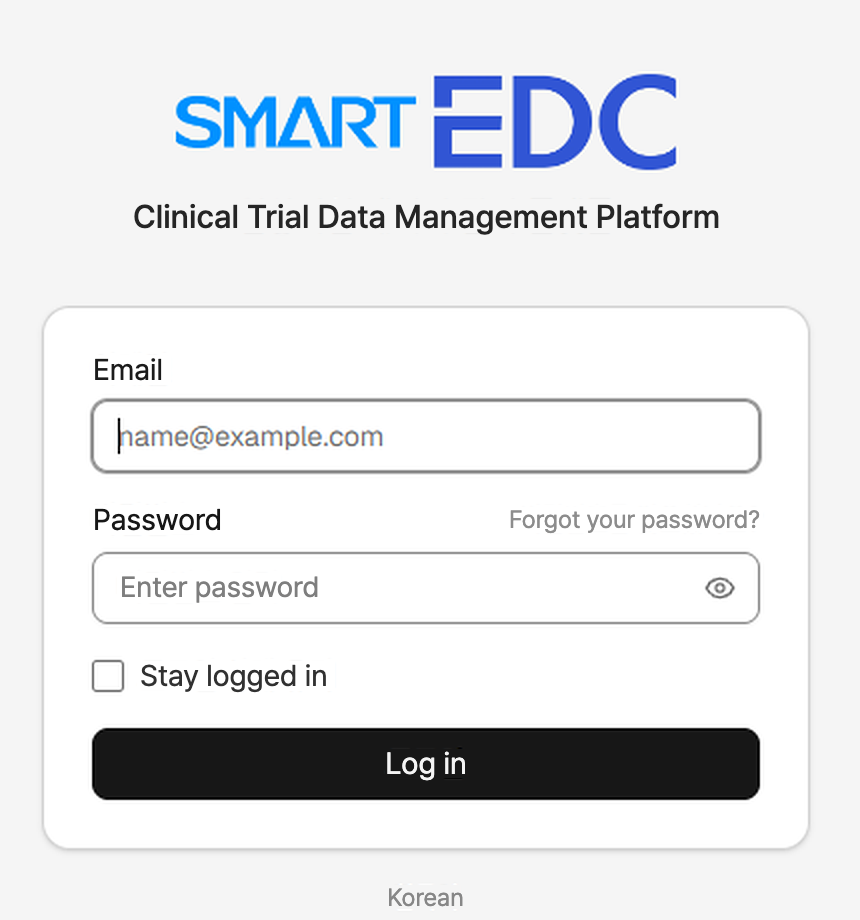 SMART EDC
Clinical Trial Data Management Platform
Email
name@example.com
Password Forgot your password?
Enter password
Stay logged in
Log in
Korean